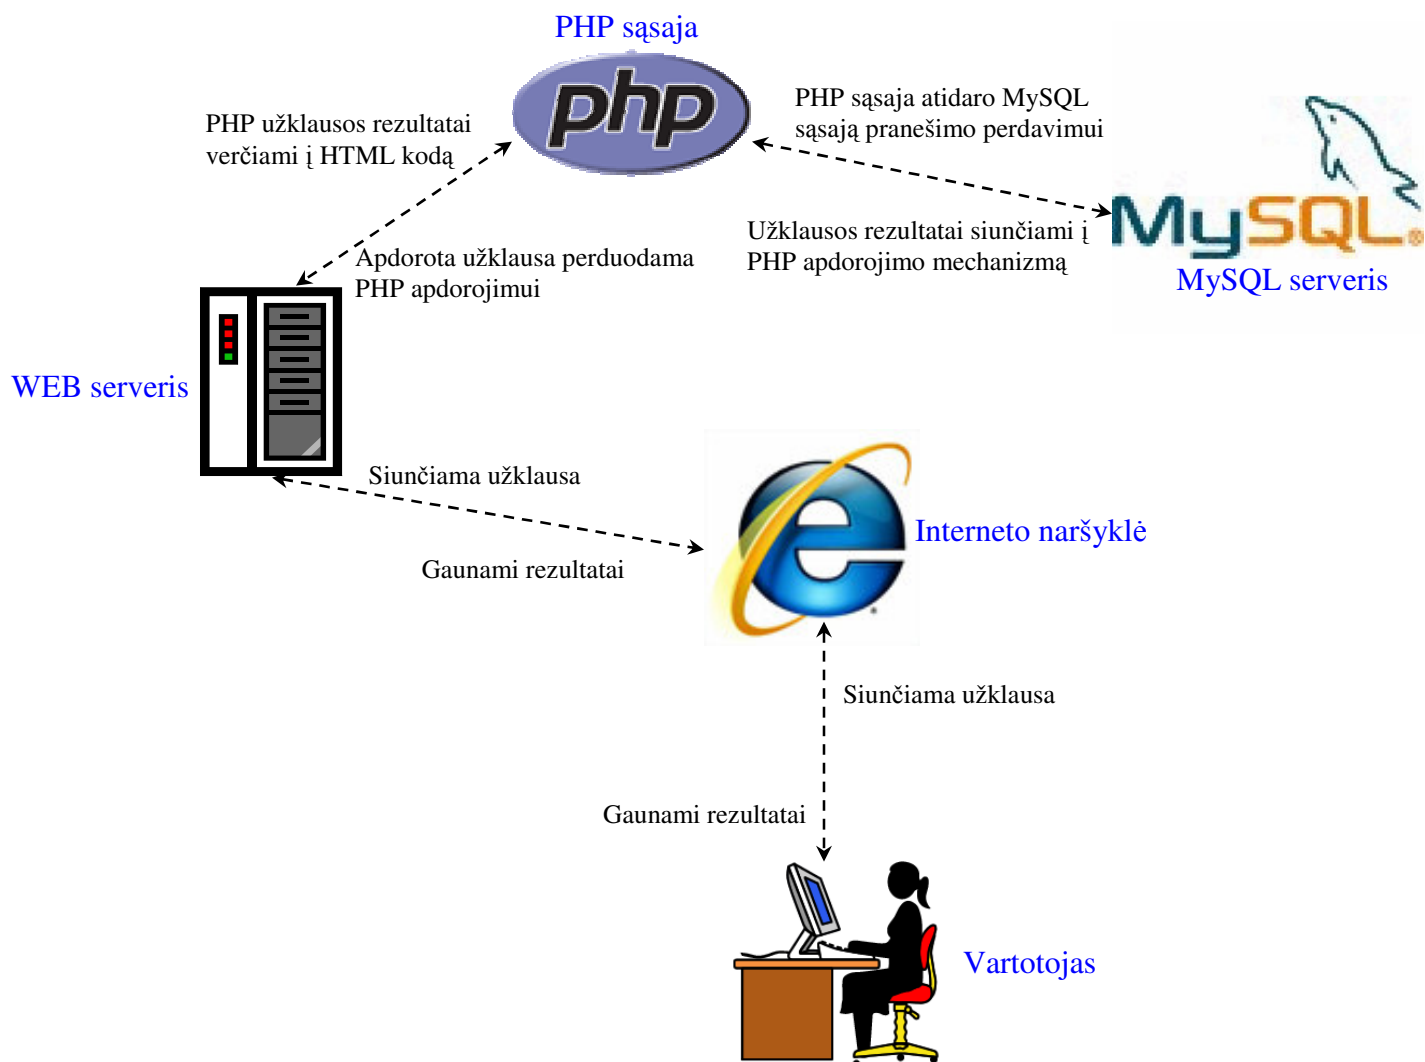 PHP sąsaja
php
PHP užklausos rezultatai
verčiami į HTML kodą
PHP sąsaja atidaro MySQL
sąsają pranešimo perdavimui
MySQL®
Užklausos rezultatai siunčiami į
PHP apdorojimo mechanizmą
MySQL serveris
Apdorota užklausa perduodama
PHP apdorojimui
WEB serveris
Siunčiama užklausa
Gaunami rezultatai
Interneto naršyklė
Siunčiama užklausa
Gaunami rezultatai
Vartotojas